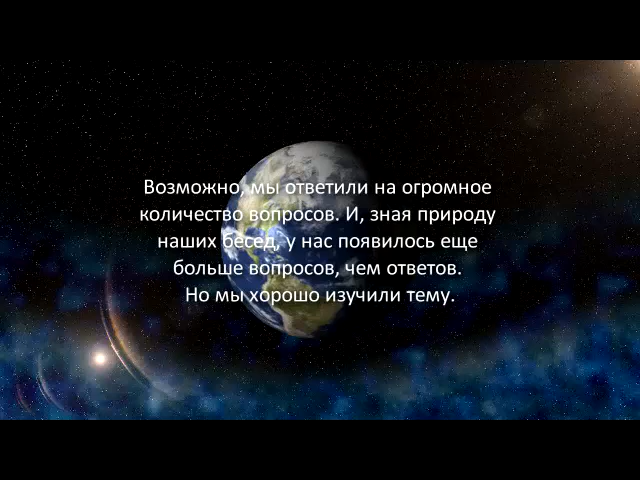 Возможно, мы ответили на огромное
количество вопросов. И, зная природу
наших бесед, у нас появилось еще
больше вопросов, чем ответов.
Но мы хорошо изучили тему.